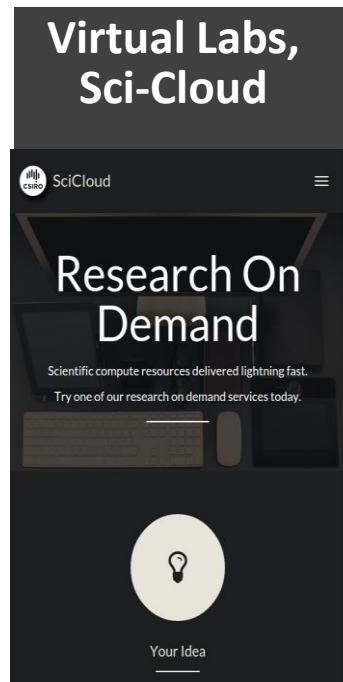 Virtual Labs,
Sci-Cloud
CSIRO
SciCloud
Research On
Demand
Scientific compute resources delivered lightning fast.
Try one of our research on demand services today.
Your Idea